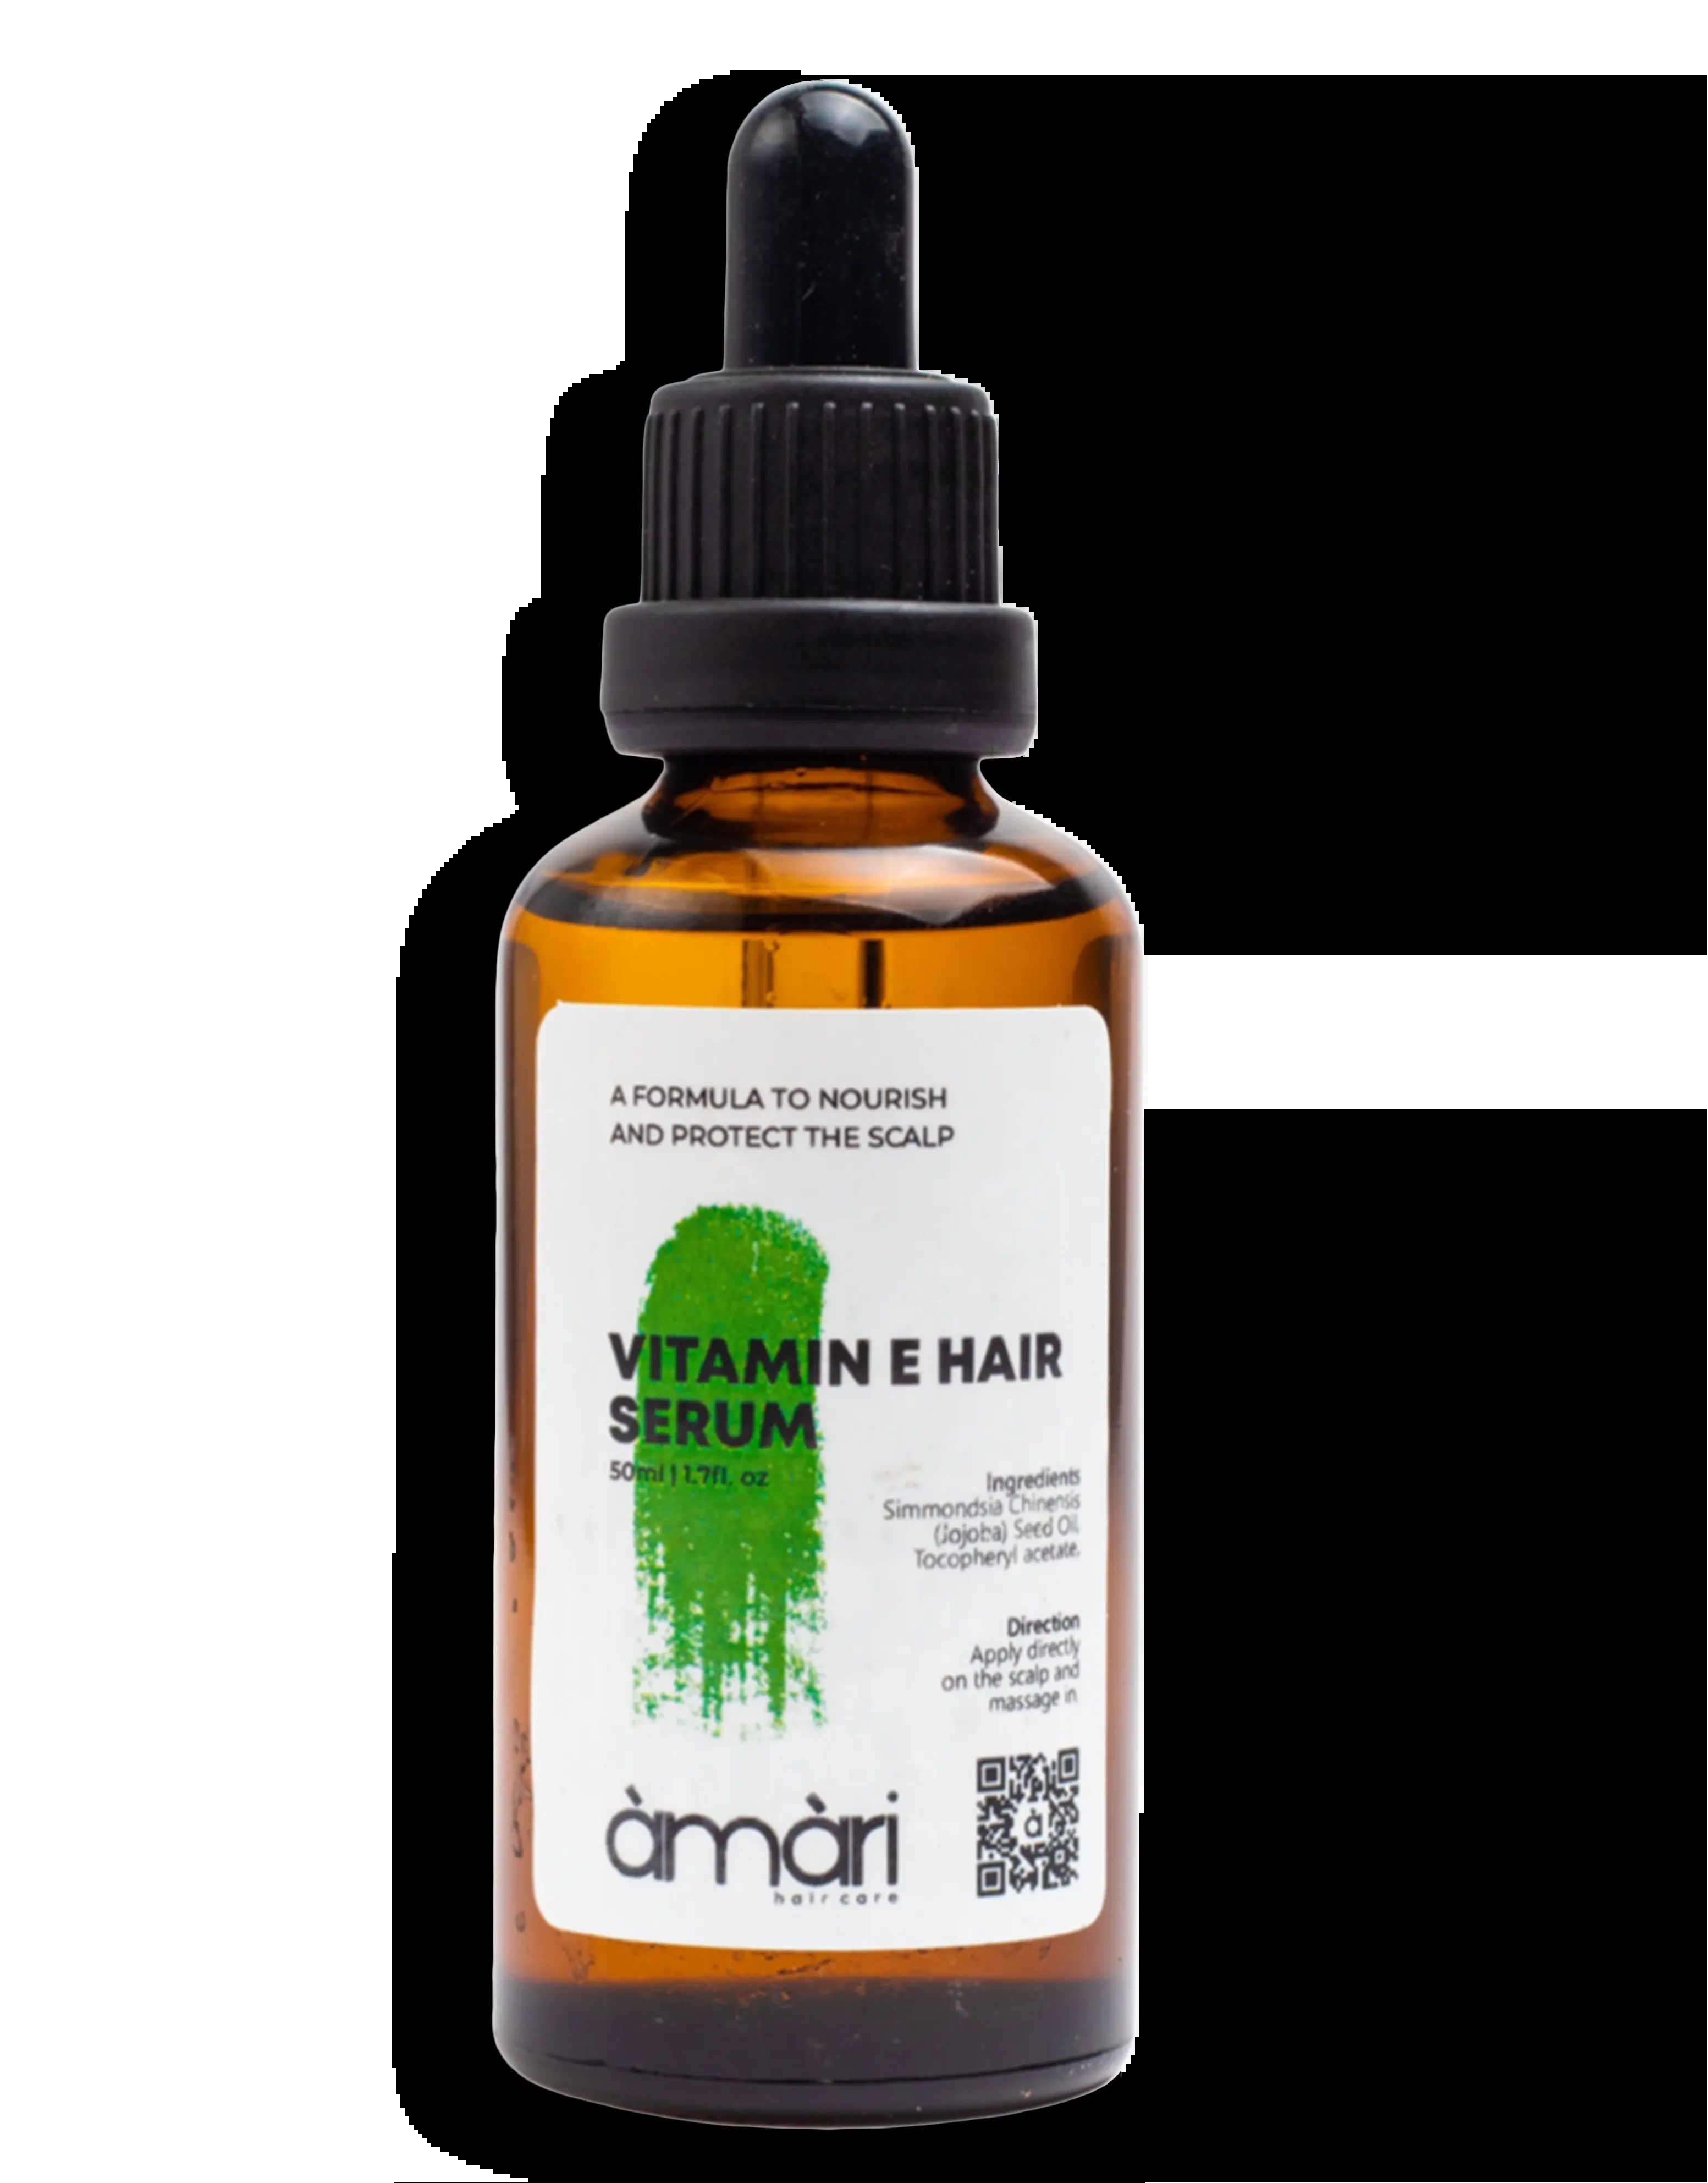 A FORMULA TO NOURISH
AND PROTECT THE SCALP
VITAMIN E HAIR
SERUM
50ml | 1.7fl. oz
Ingredients
Simmondsia Chinensis
(Jojoba) Seed Oil,
Tocopheryl acetate.
Direction
Apply directly
on the scalp and
massage in.
àmàri
hair care
à